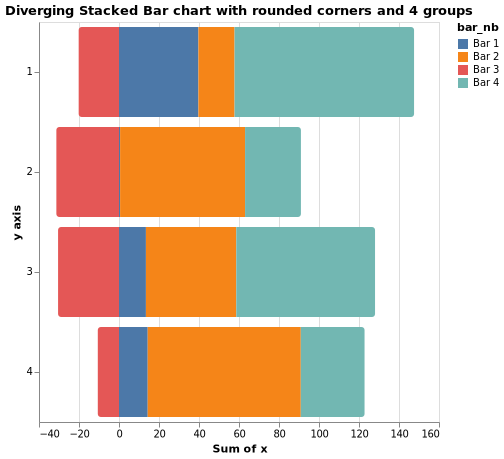 Diverging Stacked Bar chart with rounded corners and 4 groups
bar_nb
Bar 1
Bar 2
Bar 3
Bar 4
y axis
1
2
3
4
−40 −20 0 20 40 60 80 100 120 140 160
Sum of x